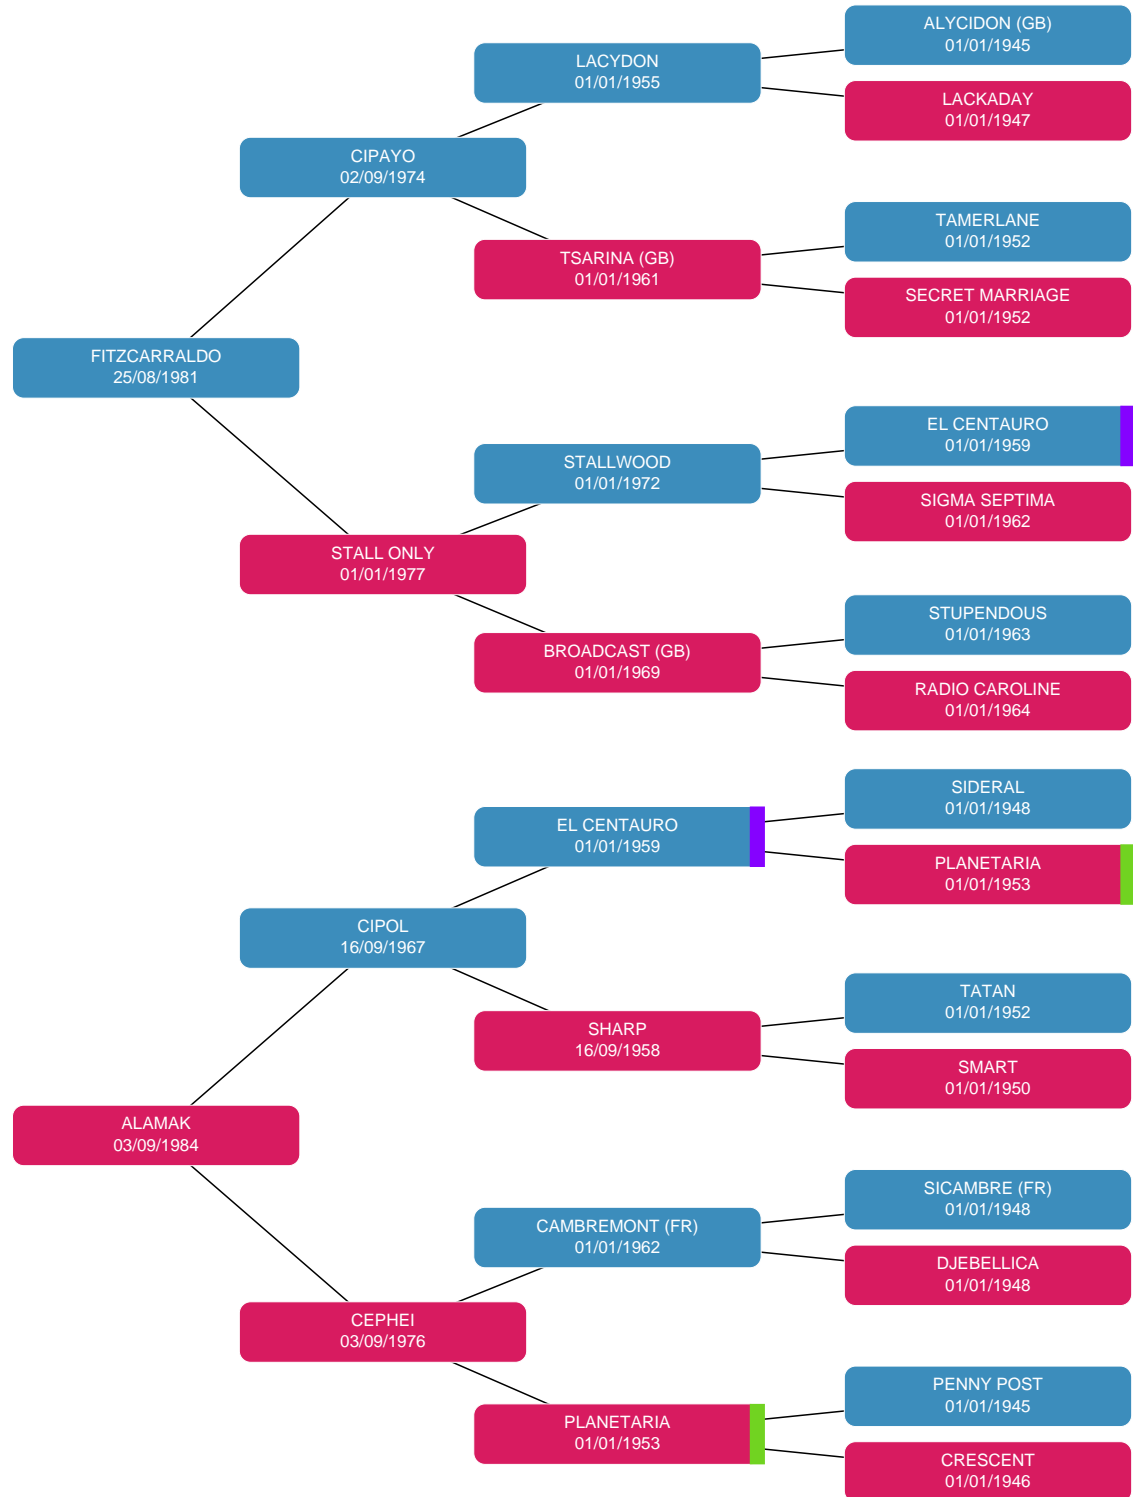 ALYCIDON (GB)
01/01/1945
LACYDON
01/01/1955
LACKADAY
01/01/1947
CIPAYO
02/09/1974
TAMERLANE
01/01/1952
TSARINA (GB)
01/01/1961
SECRET MARRIAGE
01/01/1952
FITZCARRALDO
25/08/1981
EL CENTAURO
01/01/1959
STALLWOOD
01/01/1972
SIGMA SEPTIMA
01/01/1962
STALL ONLY
01/01/1977
STUPENDOUS
01/01/1963
BROADCAST (GB)
01/01/1969
RADIO CAROLINE
01/01/1964
SIDERAL
01/01/1948
EL CENTAURO
01/01/1959
PLANETARIA
01/01/1953
CIPOL
16/09/1967
TATAN
01/01/1952
SHARP
16/09/1958
SMART
01/01/1950
ALAMAK
03/09/1984
SICAMBRE (FR)
01/01/1948
CAMBREMONT (FR)
01/01/1962
DJEBELLICA
01/01/1948
CEPHEI
03/09/1976
PENNY POST
01/01/1945
PLANETARIA
01/01/1953
CRESCENT
01/01/1946